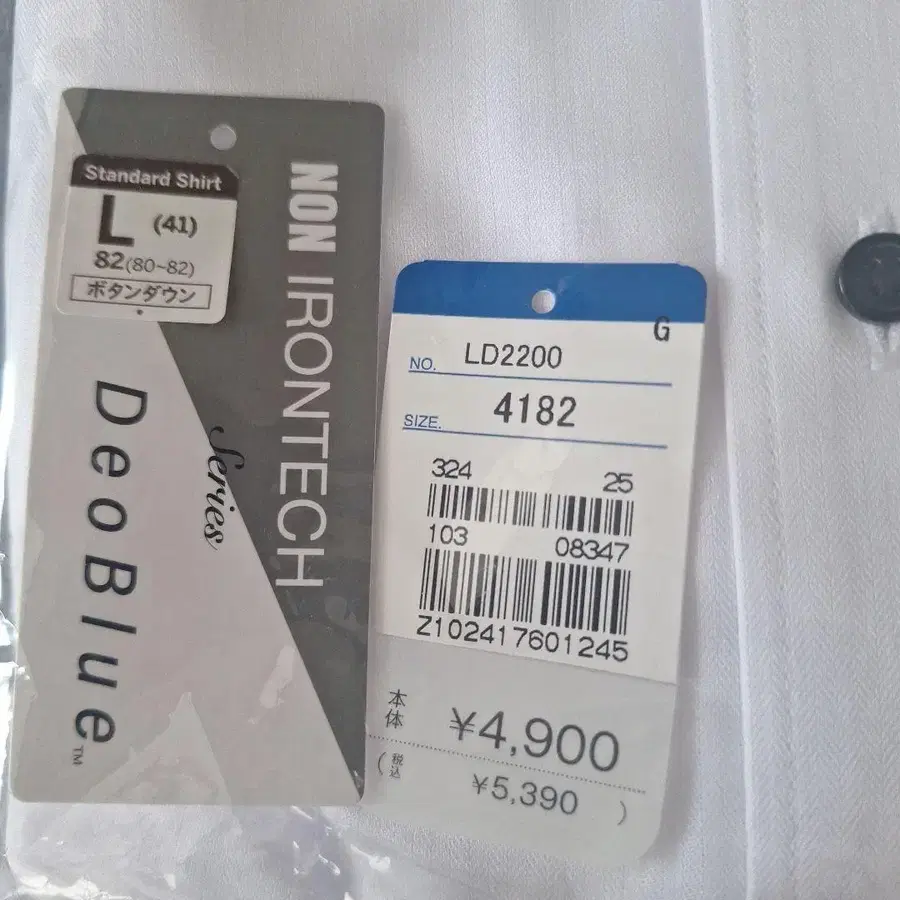 Standard Shirt
L (41)
82(80~82)
ボタンダウン
NON IRONTECH
Series
DeoBlue™
G
NO. LD2200
SIZE. 4182
324 25
103 08347
Z102417601245
本体 ¥4,900
(税込 ¥5,390)